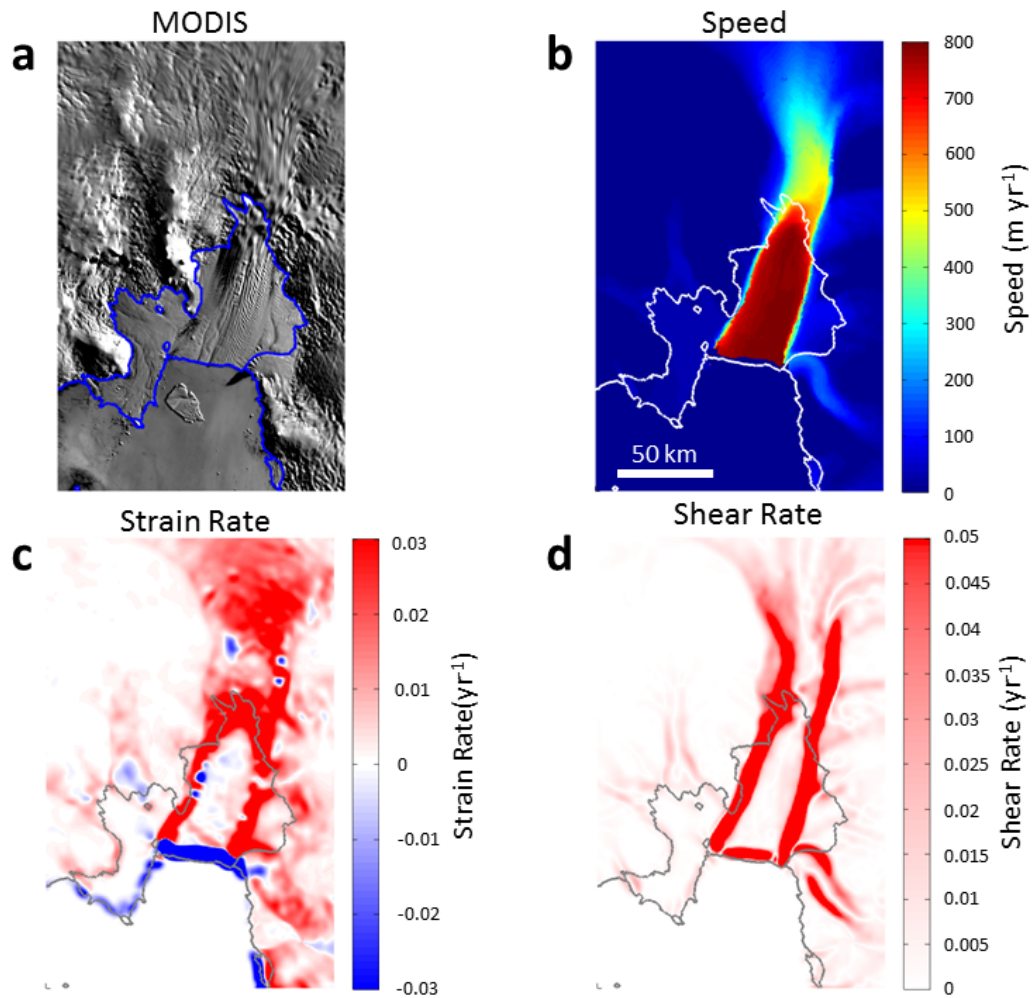 MODIS
Speed
a
b
800
700
600
500
400
300
200
100
0
Speed (m yr-1)
50 km
Strain Rate
Shear Rate
c
d
0.03
0.02
0.01
0
-0.01
-0.02
-0.03
Strain Rate(yr-1)
0.05
0.045
0.04
0.035
0.03
0.025
0.02
0.015
0.01
0.005
0
Shear Rate (yr-1)